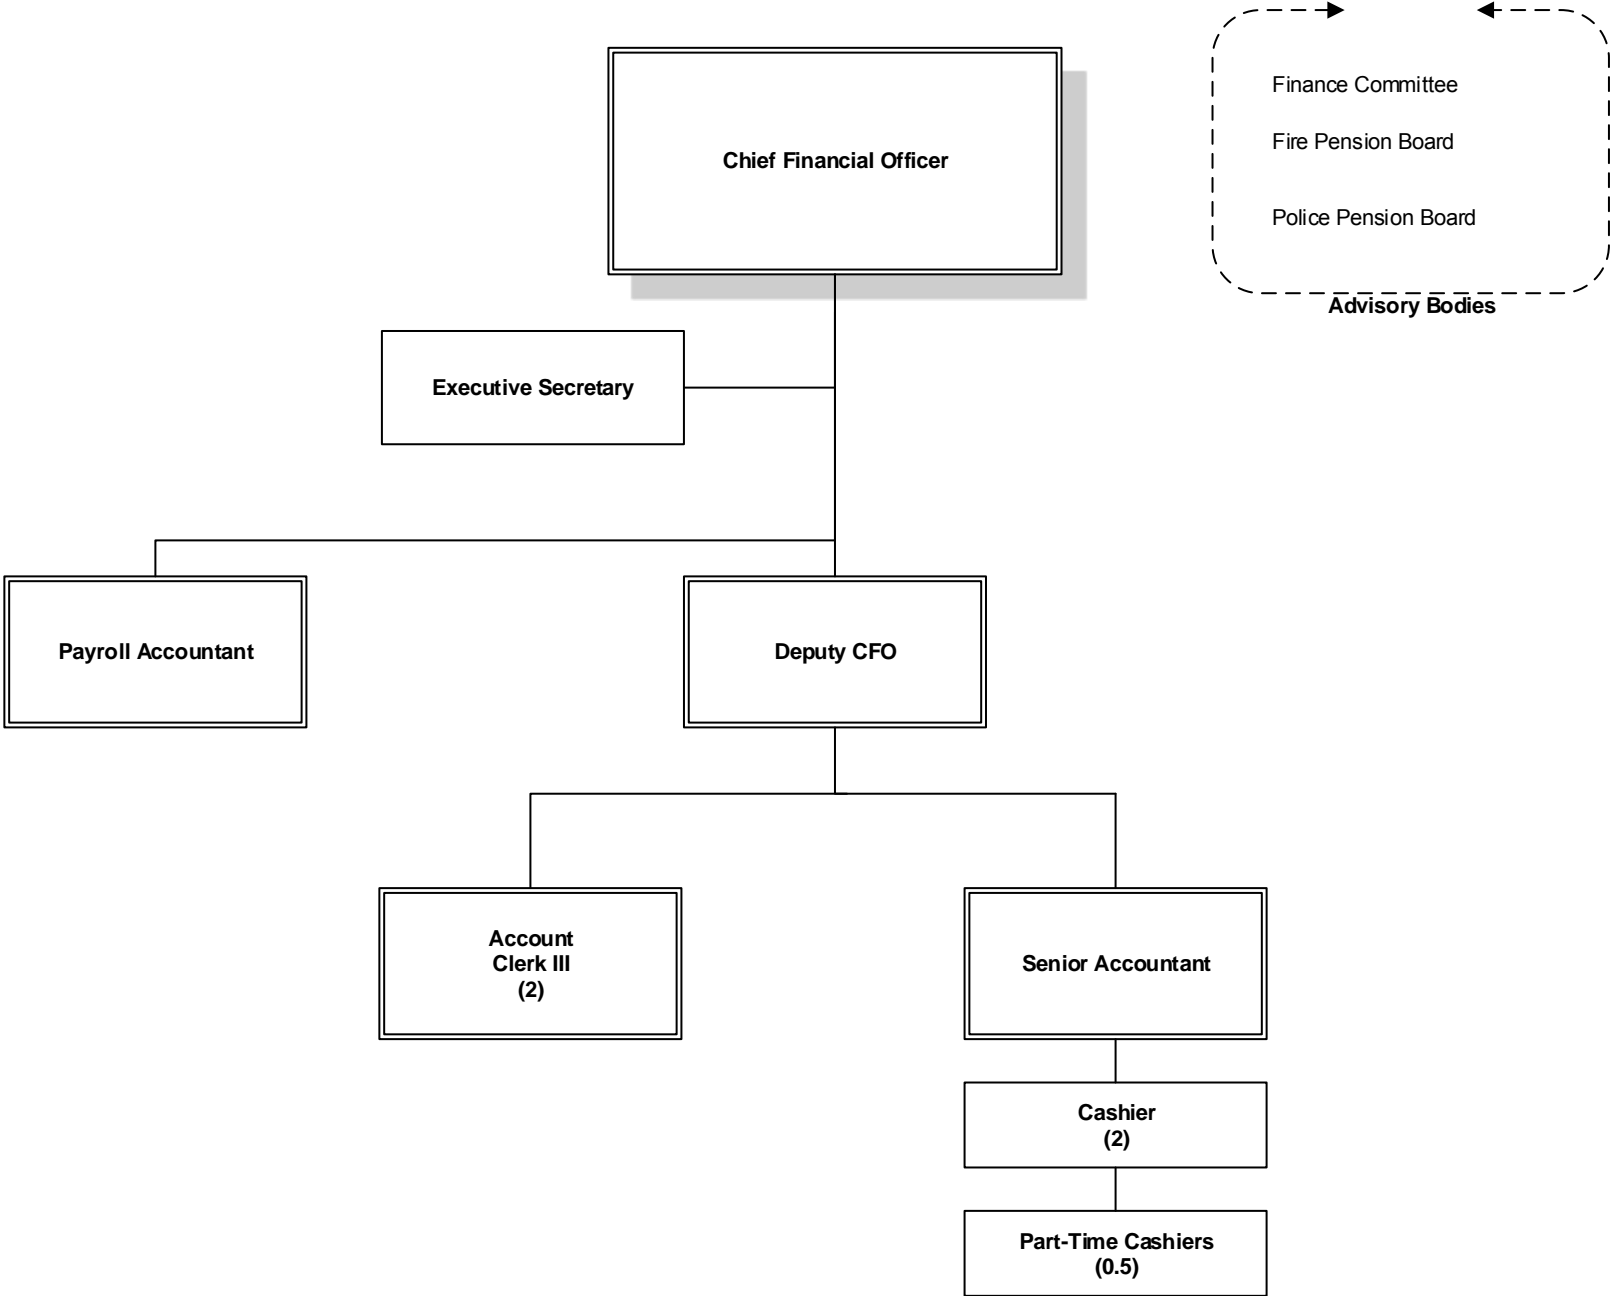 Chief Financial Officer
Finance Committee
Fire Pension Board
Police Pension Board
Advisory Bodies
Executive Secretary
Payroll Accountant
Deputy CFO
Account
Clerk III
(2)
Senior Accountant
Cashier
(2)
Part-Time Cashiers
(0.5)